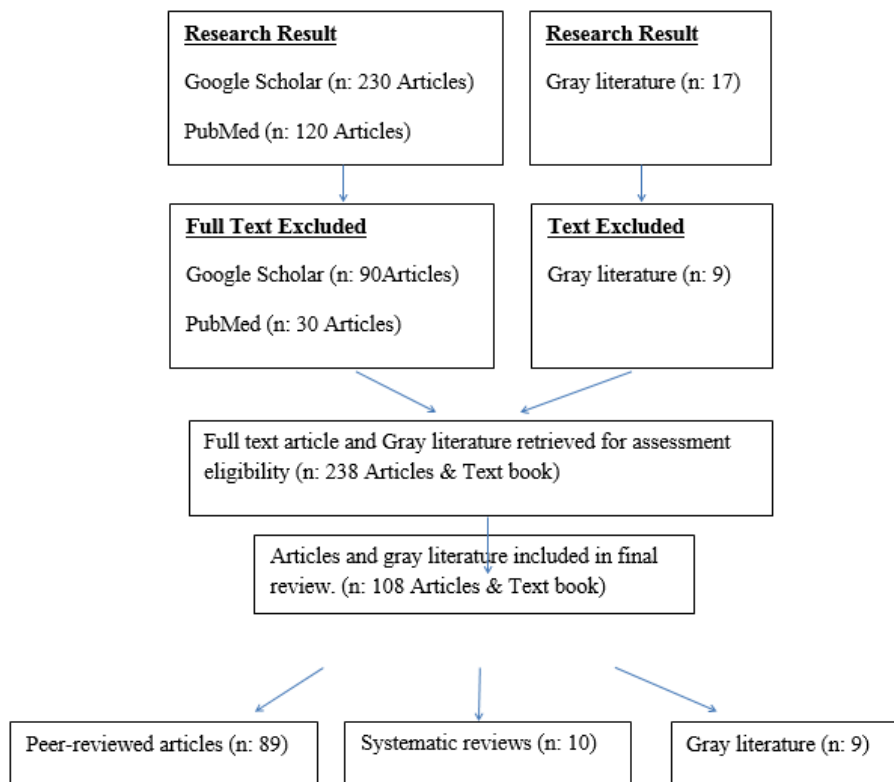 Research Result
Google Scholar (n: 230 Articles)
PubMed (n: 120 Articles)
Research Result
Gray literature (n: 17)
Full Text Excluded
Google Scholar (n: 90Articles)
PubMed (n: 30 Articles)
Text Excluded
Gray literature (n: 9)
Full text article and Gray literature retrieved for assessment
eligibility (n: 238 Articles & Text book)
Articles and gray literature included in final
review. (n: 108 Articles & Text book)
Peer-reviewed articles (n: 89)
Systematic reviews (n: 10)
Gray literature (n: 9)